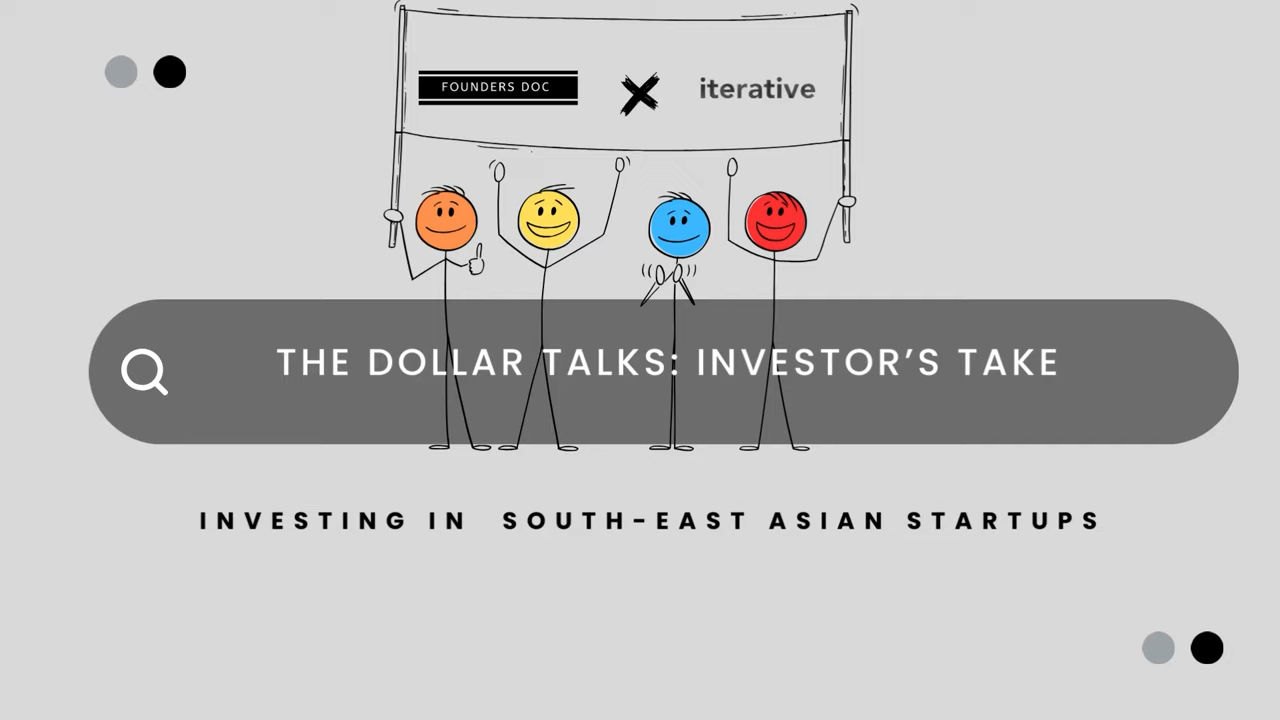 FOUNDERS DOC
iterative
THE DOLLAR TALKS: INVESTOR’S TAKE
INVESTING IN SOUTH-EAST ASIAN STARTUPS